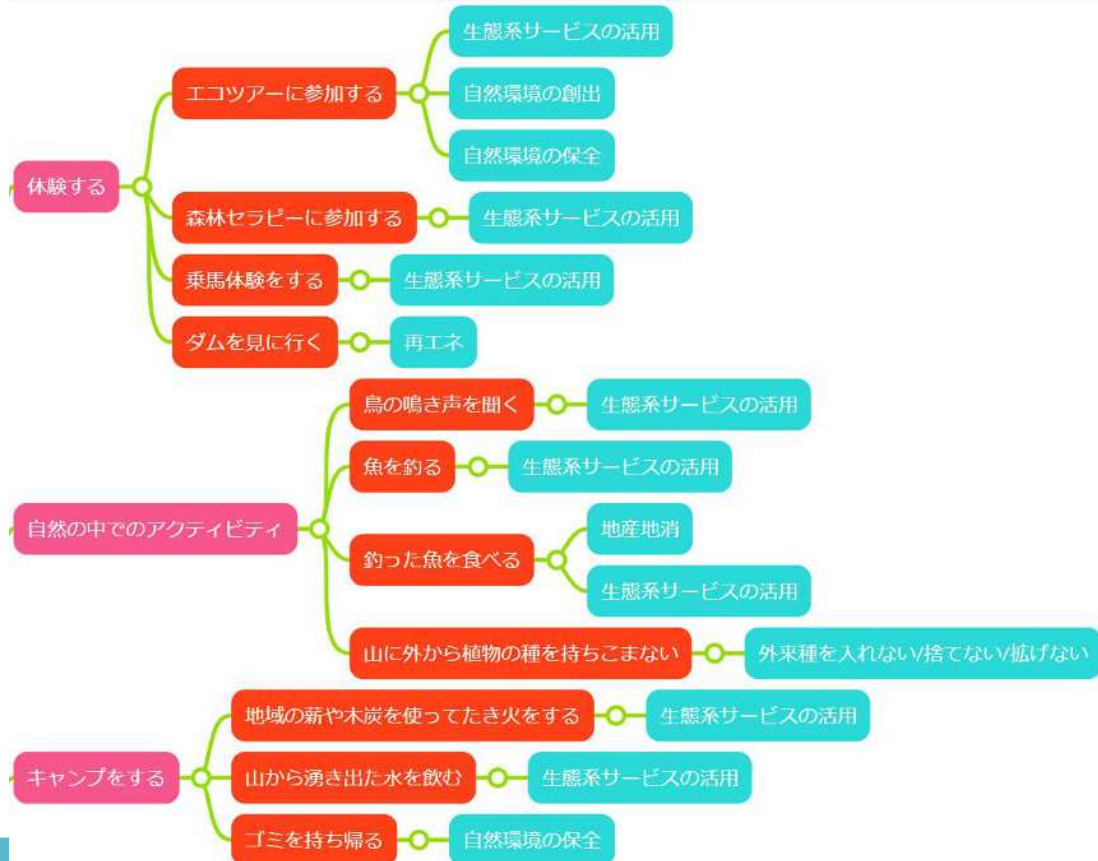 体験する
エコツアーに参加する
生態系サービスの活用
自然環境の創出
自然環境の保全
森林セラピーに参加する
生態系サービスの活用
乗馬体験をする
生態系サービスの活用
ダムを見に行く
再エネ
自然の中でのアクティビティ
鳥の鳴き声を聞く
生態系サービスの活用
魚を釣る
生態系サービスの活用
釣った魚を食べる
地産地消
生態系サービスの活用
山に外から植物の種を持ちこまない
外来種を入れない/捨てない/拡げない
キャンプをする
地域の薪や木炭を使ってたき火をする
生態系サービスの活用
山から湧き出た水を飲む
生態系サービスの活用
ゴミを持ち帰る
自然環境の保全